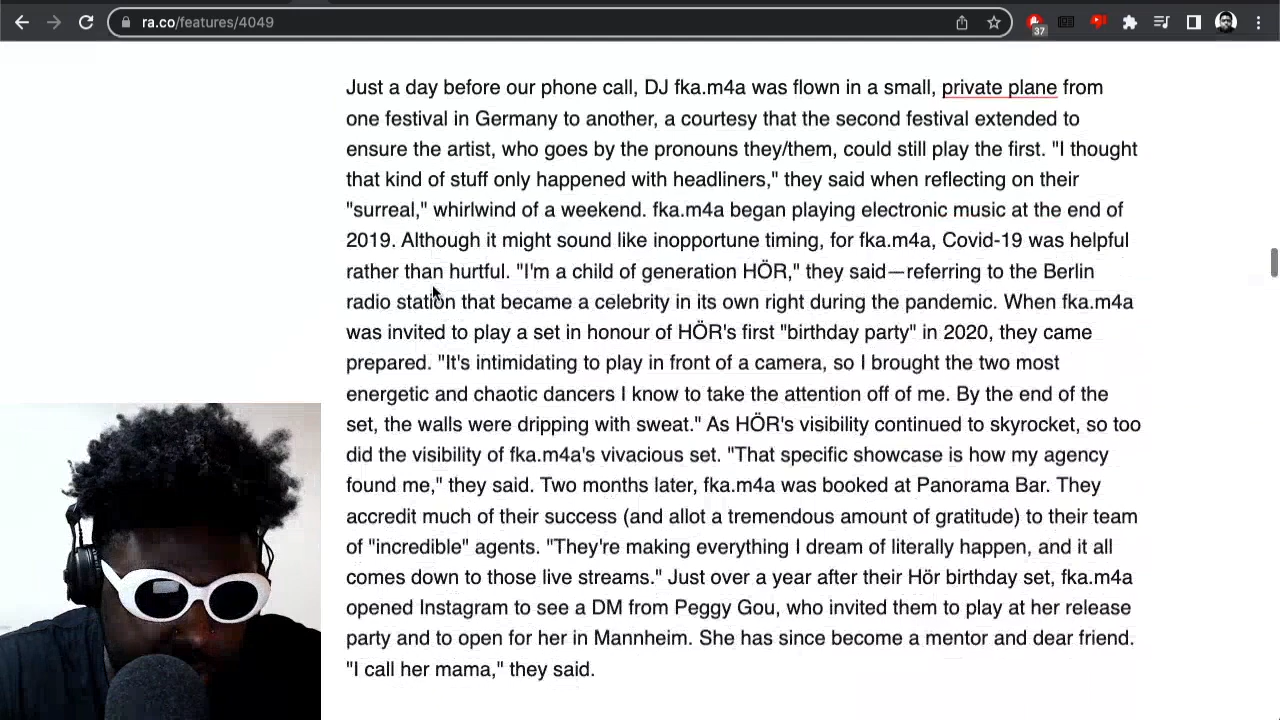 ra.co/features/4049
37
Just a day before our phone call, DJ fka.m4a was flown in a small, private plane from
one festival in Germany to another, a courtesy that the second festival extended to
ensure the artist, who goes by the pronouns they/them, could still play the first. "I thought
that kind of stuff only happened with headliners," they said when reflecting on their
"surreal," whirlwind of a weekend. fka.m4a began playing electronic music at the end of
2019. Although it might sound like inopportune timing, for fka.m4a, Covid-19 was helpful
rather than hurtful. "I'm a child of generation HÖR," they said—referring to the Berlin
radio station that became a celebrity in its own right during the pandemic. When fka.m4a
was invited to play a set in honour of HÖR's first "birthday party" in 2020, they came
prepared. "It's intimidating to play in front of a camera, so I brought the two most
energetic and chaotic dancers I know to take the attention off of me. By the end of the
set, the walls were dripping with sweat." As HÖR's visibility continued to skyrocket, so too
did the visibility of fka.m4a's vivacious set. "That specific showcase is how my agency
found me," they said. Two months later, fka.m4a was booked at Panorama Bar. They
accredit much of their success (and allot a tremendous amount of gratitude) to their team
of "incredible" agents. "They're making everything I dream of literally happen, and it all
comes down to those live streams." Just over a year after their Hör birthday set, fka.m4a
opened Instagram to see a DM from Peggy Gou, who invited them to play at her release
party and to open for her in Mannheim. She has since become a mentor and dear friend.
"I call her mama," they said.